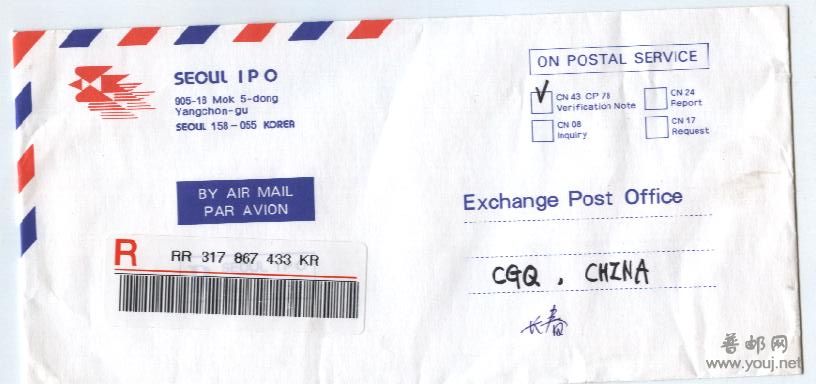 SEOUL IPO
905-18 Mok 5-dong
Yangchon-gu
SEOUL 158-055 KOREA
ON POSTAL SERVICE
CN 43 CP 78
Verification Note
CN 24
Report
CN 08
Inquiry
CN 17
Request
BY AIR MAIL
PAR AVION
Exchange Post Office
R
RR 317 867 433 KR
CGQ, CHINA
长春
普邮网
www.youj.net